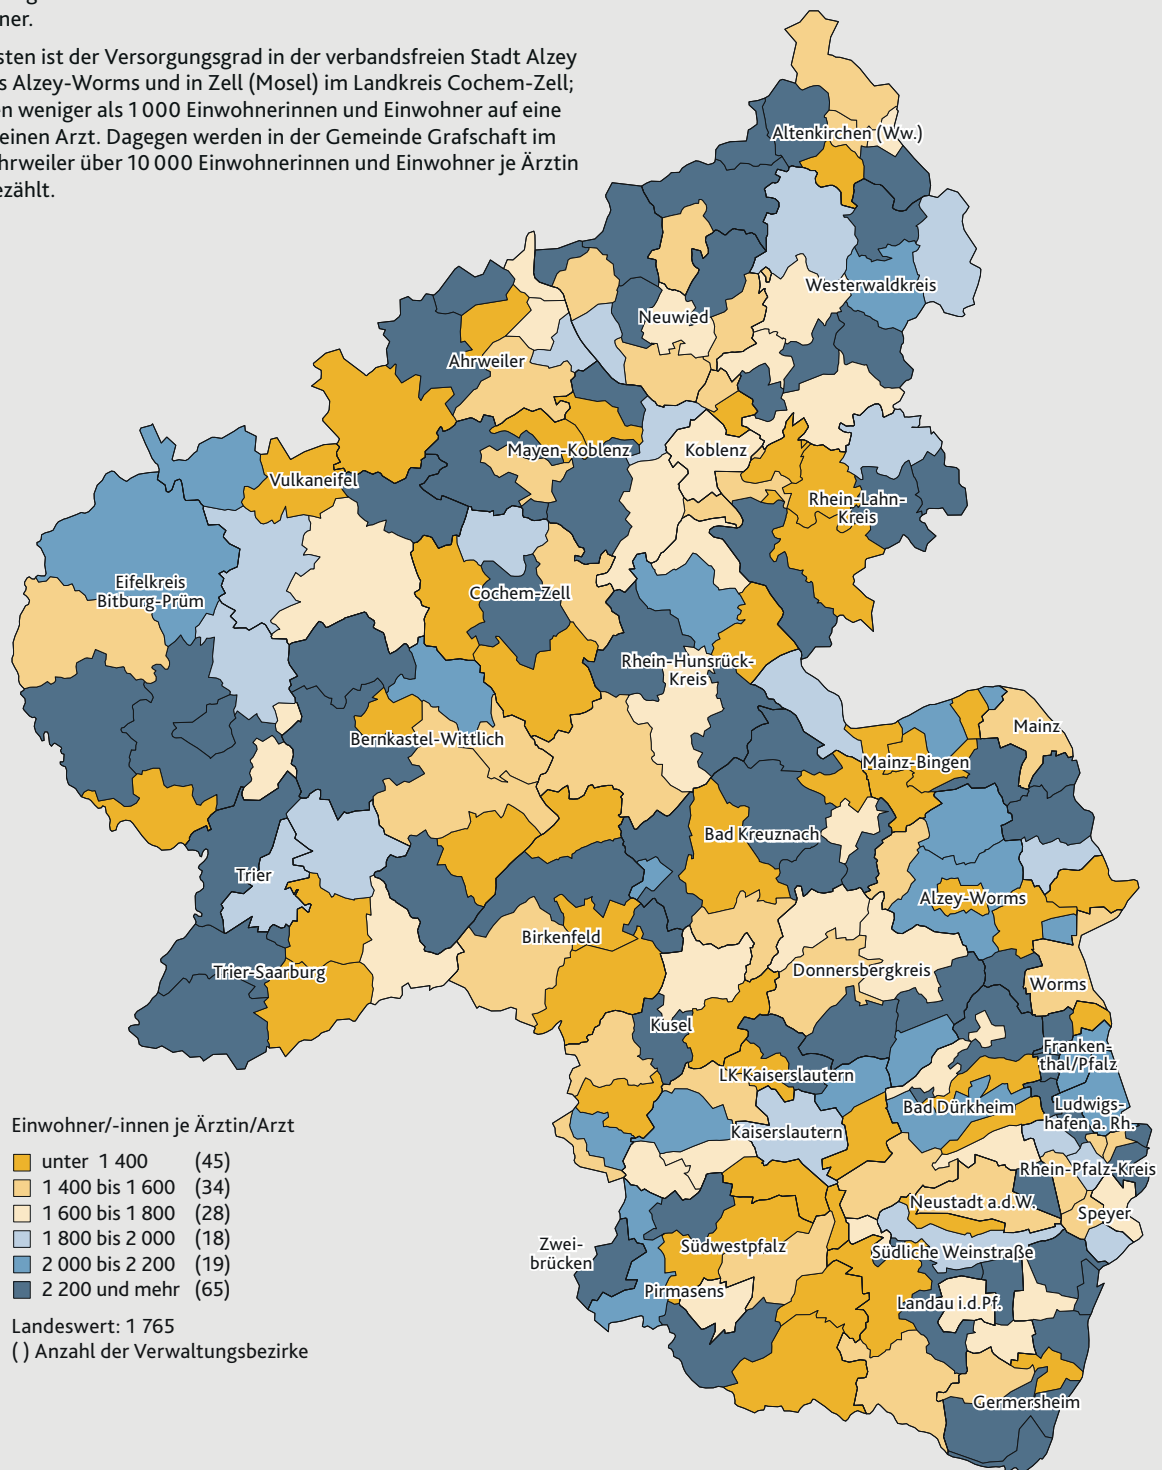 ner.
sten ist der Versorgungsgrad in der verbandsfreien Stadt Alzey
s Alzey-Worms und in Zell (Mosel) im Landkreis Cochem-Zell;
en weniger als 1 000 Einwohnerinnen und Einwohner auf eine
einen Arzt. Dagegen werden in der Gemeinde Grafschaft im
hrweiler über 10 000 Einwohnerinnen und Einwohner je Ärztin
ezählt.
Altenkirchen (Ww.)
Westerwaldkreis
Neuwied
Ahrweiler
Mayen-Koblenz
Koblenz
Vulkaneifel
Rhein-Lahn-
Kreis
Eifelkreis
Bitburg-Prüm
Cochem-Zell
Rhein-Hunsrück-
Kreis
Mainz
Bernkastel-Wittlich
Mainz-Bingen
Bad Kreuznach
Trier
Alzey-Worms
Birkenfeld
Trier-Saarburg
Donnersbergkreis
Worms
Kusel
Franken-
thal/Pfalz
LK Kaiserslautern
Bad Dürkheim
Ludwigs-
hafen a. Rh.
Kaiserslautern
Rhein-Pfalz-Kreis
Neustadt a.d.W.
Speyer
Zwei-
brücken
Südwestpfalz
Südliche Weinstraße
Pirmasens
Landau i.d.Pf.
Germersheim
Einwohner/-innen je Ärztin/Arzt
unter 1 400 (45)
1 400 bis 1 600 (34)
1 600 bis 1 800 (28)
1 800 bis 2 000 (18)
2 000 bis 2 200 (19)
2 200 und mehr (65)
Landeswert: 1 765
( ) Anzahl der Verwaltungsbezirke